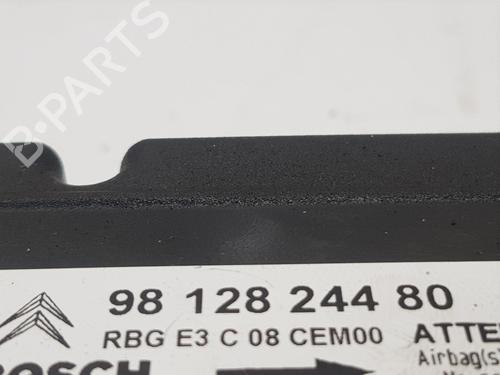 98 128 244 80
RBG E3 C 08 CEM00 ATTE
BOSCH
Airbag(s)
B-PARTS